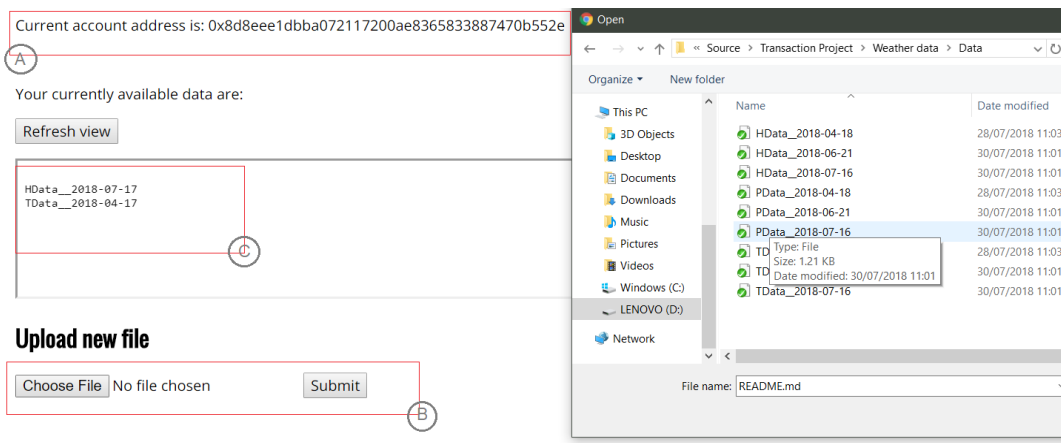 Current account address is: 0x8d8eee1dbba072117200ae8365833887470b552e
A
Your currently available data are:
Refresh view
HData__2018-07-17
TData__2018-04-17
C
Upload new file
Choose File No file chosen Submit
B
Open
« Source > Transaction Project > Weather data > Data
Organize New folder
This PC
3D Objects
Desktop
Documents
Downloads
Music
Pictures
Videos
Windows (C:)
LENOVO (D:)
Network
Name Date modified
HData__2018-04-18 28/07/2018 11:03
HData__2018-06-21 30/07/2018 11:01
HData__2018-07-16 30/07/2018 11:01
PData__2018-04-18 28/07/2018 11:03
PData__2018-06-21 30/07/2018 11:01
PData__2018-07-16 30/07/2018 11:01
TD 28/07/2018 11:03
TD 30/07/2018 11:01
TData__2018-07-16 30/07/2018 11:01
Type: File
Size: 1.21 KB
Date modified: 30/07/2018 11:01
File name: README.md